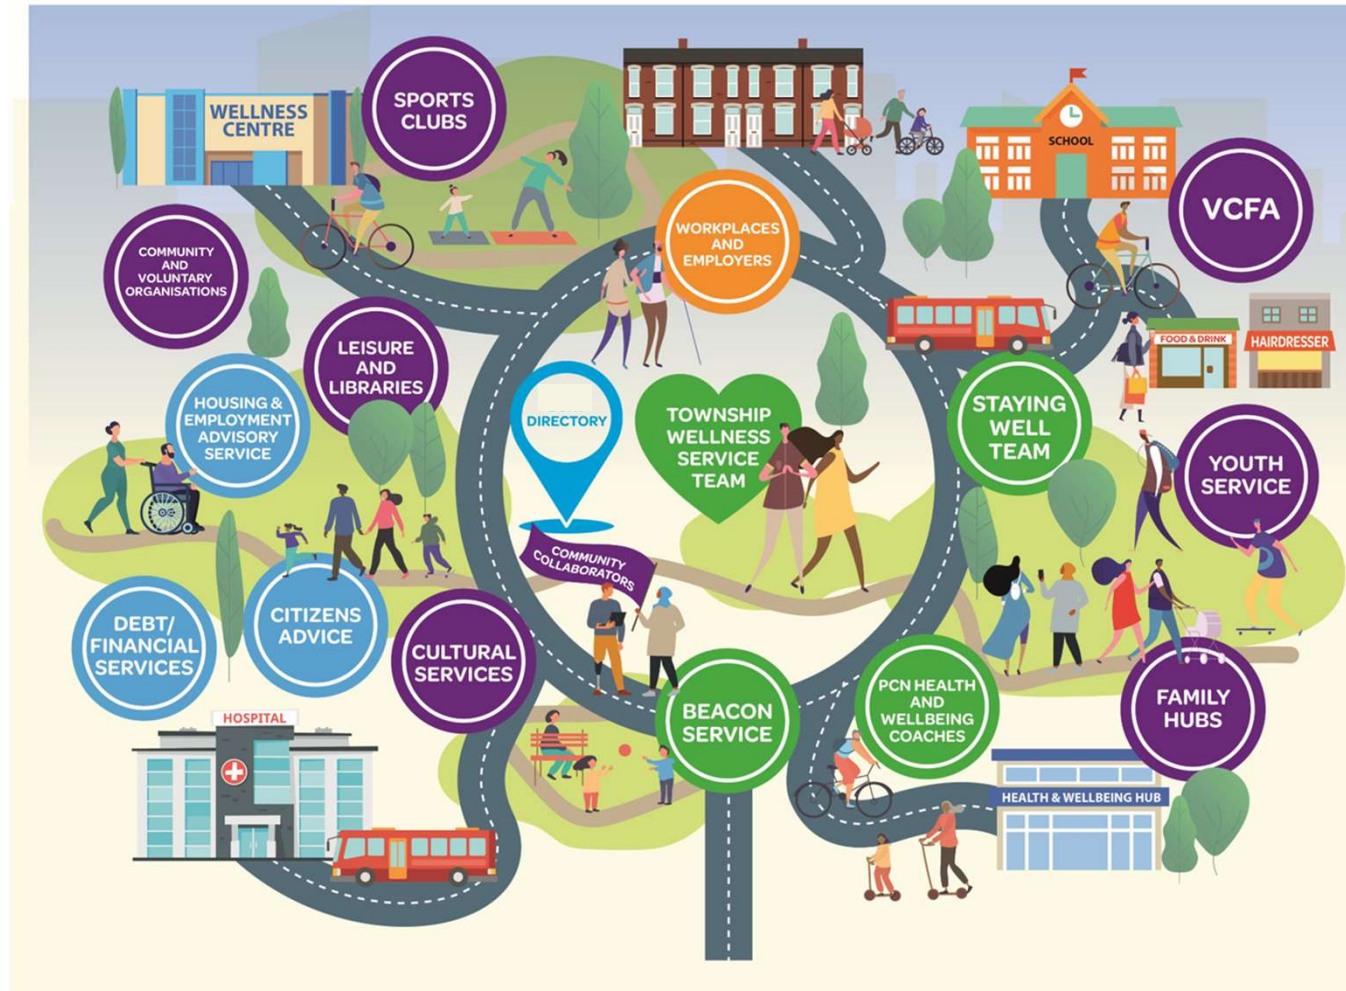 WELLNESS
CENTRE
SPORTS
CLUBS
SCHOOL
VCFA
WORKPLACES
AND
EMPLOYERS
COMMUNITY
AND
VOLUNTARY
ORGANISATIONS
LEISURE
AND
LIBRARIES
FOOD & DRINK
HAIRDRESSER
HOUSING &
EMPLOYMENT
ADVISORY
SERVICE
DIRECTORY
TOWNSHIP
WELLNESS
SERVICE
TEAM
STAYING
WELL
TEAM
YOUTH
SERVICE
COMMUNITY
COLLABORATORS
DEBT/
FINANCIAL
SERVICES
CITIZENS
ADVICE
CULTURAL
SERVICES
BEACON
SERVICE
PCN HEALTH
AND
WELLBEING
COACHES
FAMILY
HUBS
HOSPITAL
HEALTH & WELLBEING HUB